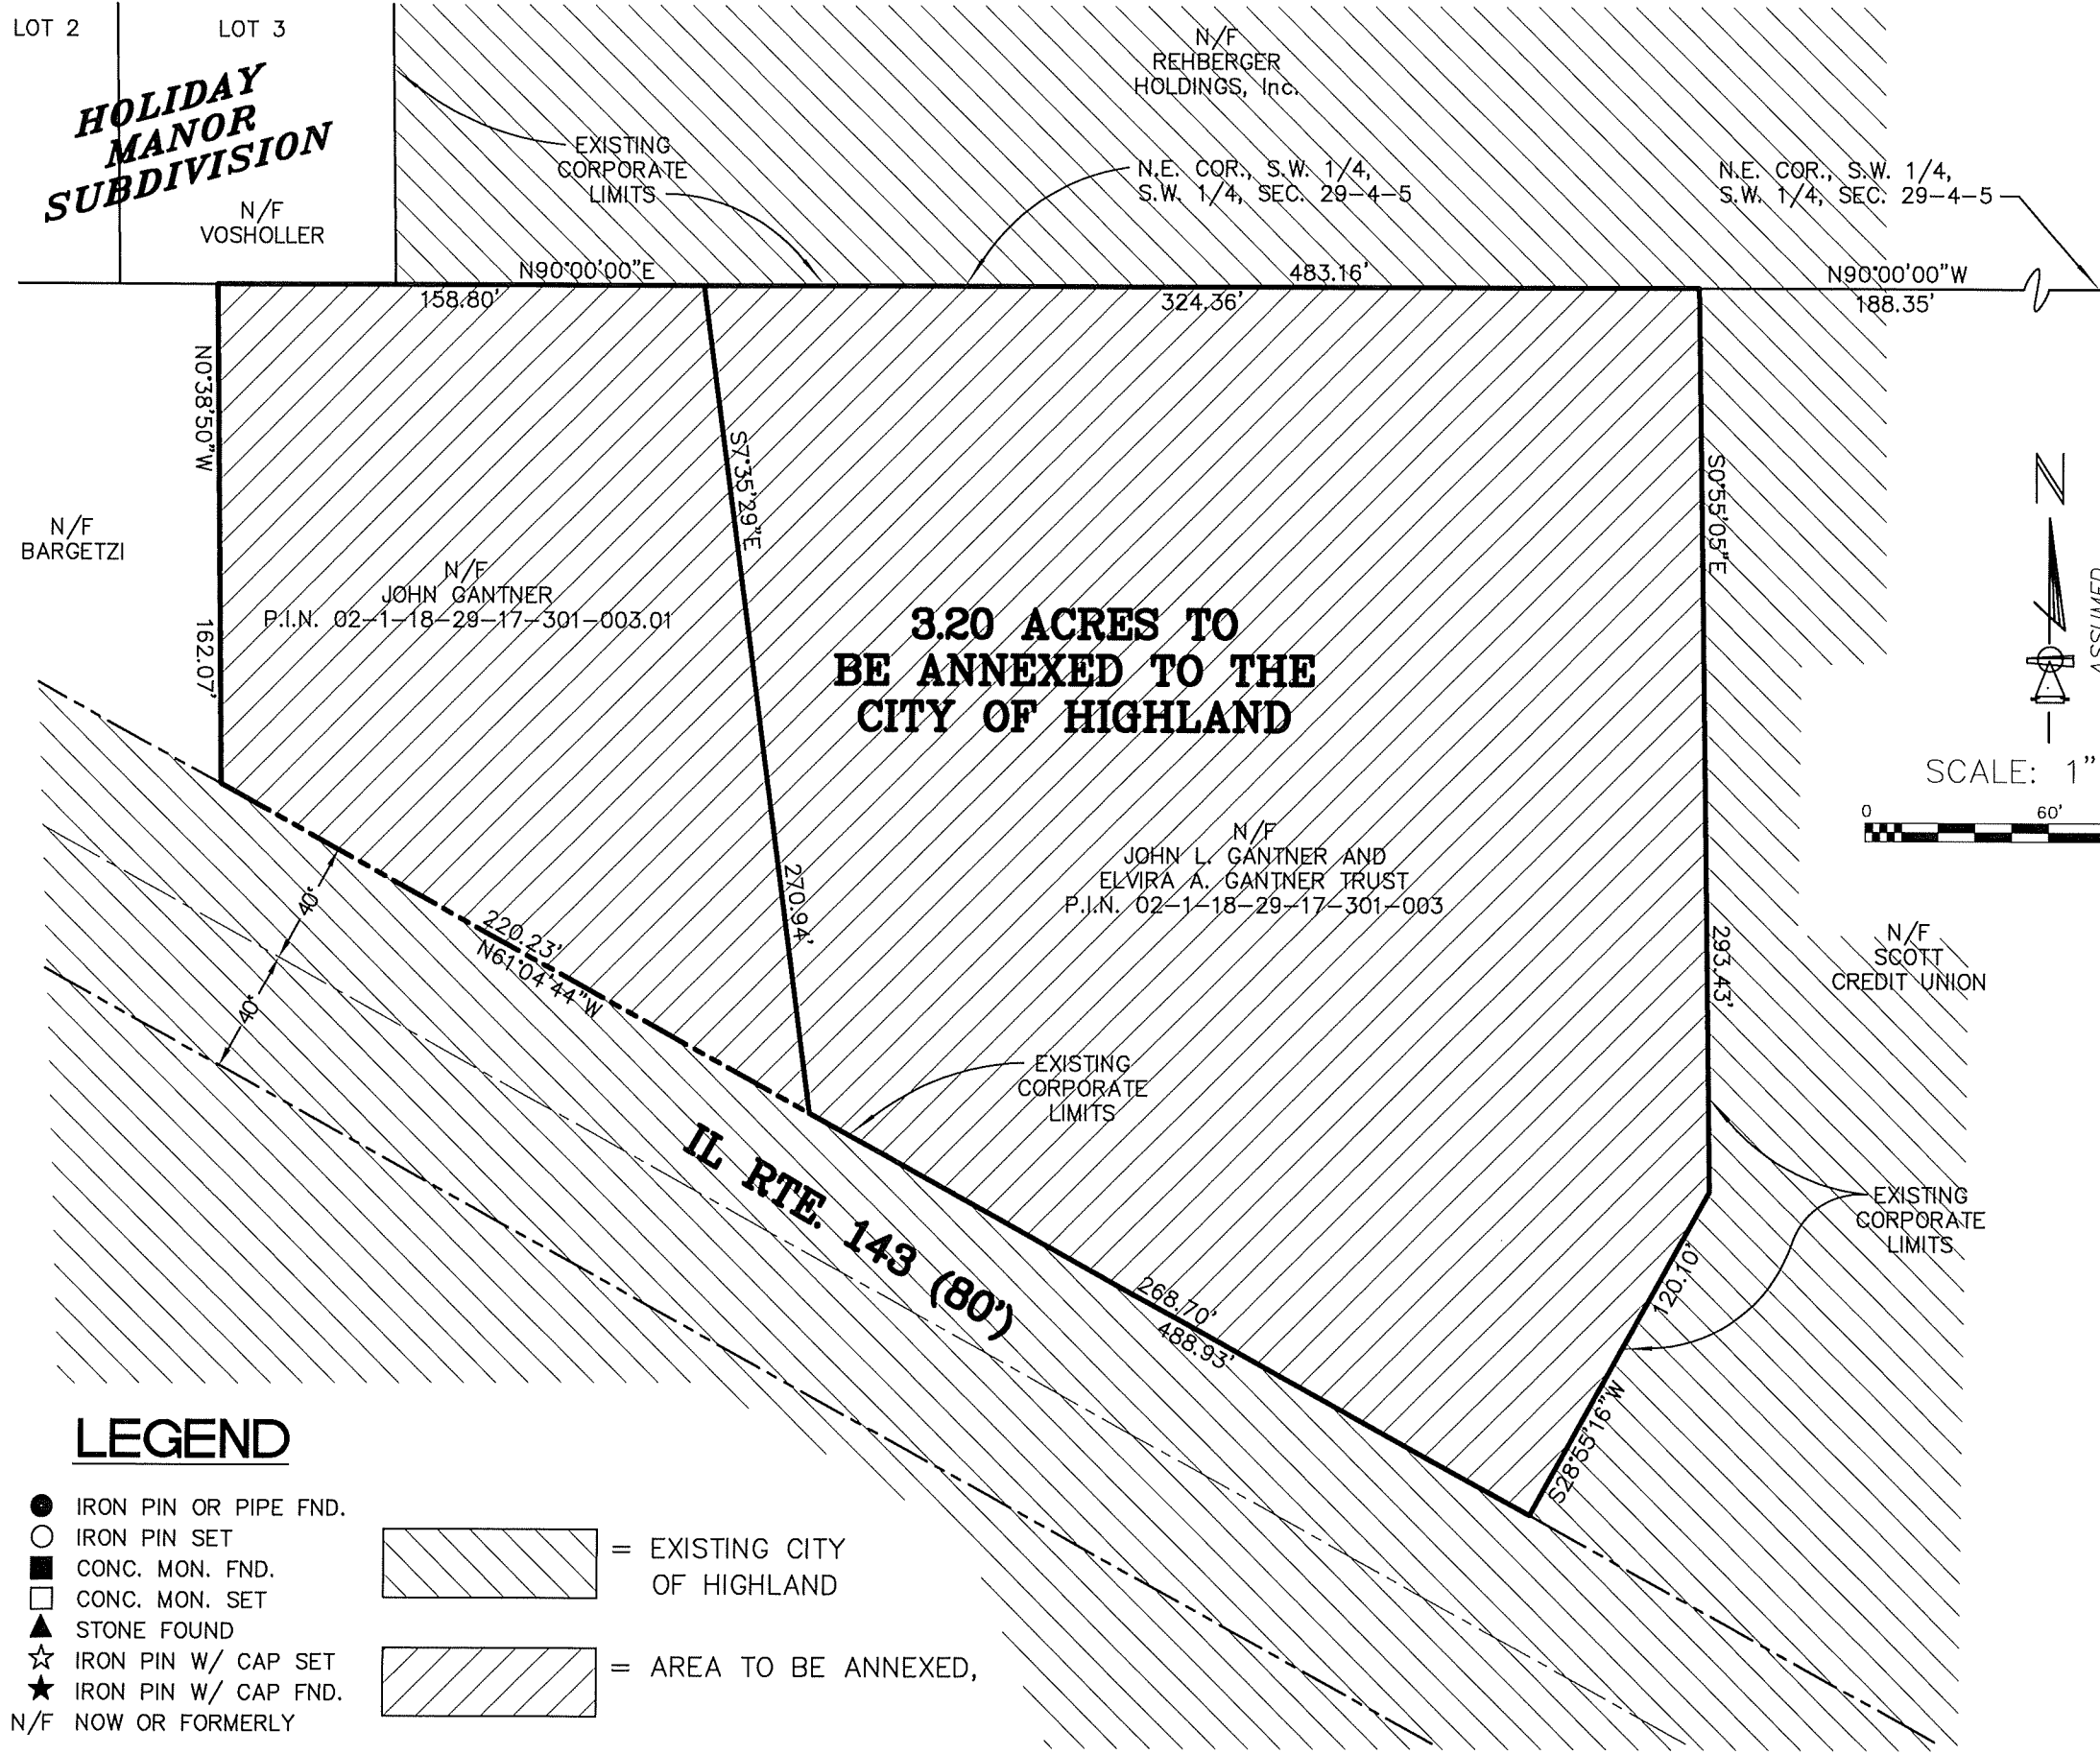 LOT 2
LOT 3
HOLIDAY
MANOR
SUBDIVISION
N/F
VOSHOLLER
N/F
REHBERGER
HOLDINGS, Inc.
EXISTING
CORPORATE
LIMITS
N.E. COR., S.W. 1/4,
S.W. 1/4, SEC. 29-4-5
N.E. COR., S.W. 1/4,
S.W. 1/4, SEC. 29-4-5
N90°00'00"E
483.16'
N90°00'00"W
158.80'
324.36'
188.35'
N0°38'50"W
162.07'
S7°35'29"E
270.94'
S0°55'05"E
293.43'
N/F
BARGETZI
N/F
JOHN GANTNER
P.I.N. 02-1-18-29-17-301-003.01
3.20 ACRES TO
BE ANNEXED TO THE
CITY OF HIGHLAND
N
ASSUMED
SCALE: 1"
0
60'
N/F
JOHN L. GANTNER AND
ELVIRA A. GANTNER TRUST
P.I.N. 02-1-18-29-17-301-003
N/F
SCOTT
CREDIT UNION
40'
40'
220.23'
N61°04'44"W
EXISTING
CORPORATE
LIMITS
IL RTE. 143 (80')
EXISTING
CORPORATE
LIMITS
120.10'
S28°55'16"W
268.70'
488.93'
LEGEND
IRON PIN OR PIPE FND.
IRON PIN SET
CONC. MON. FND.
CONC. MON. SET
STONE FOUND
IRON PIN W/ CAP SET
IRON PIN W/ CAP FND.
N/F NOW OR FORMERLY
= EXISTING CITY
OF HIGHLAND
= AREA TO BE ANNEXED,